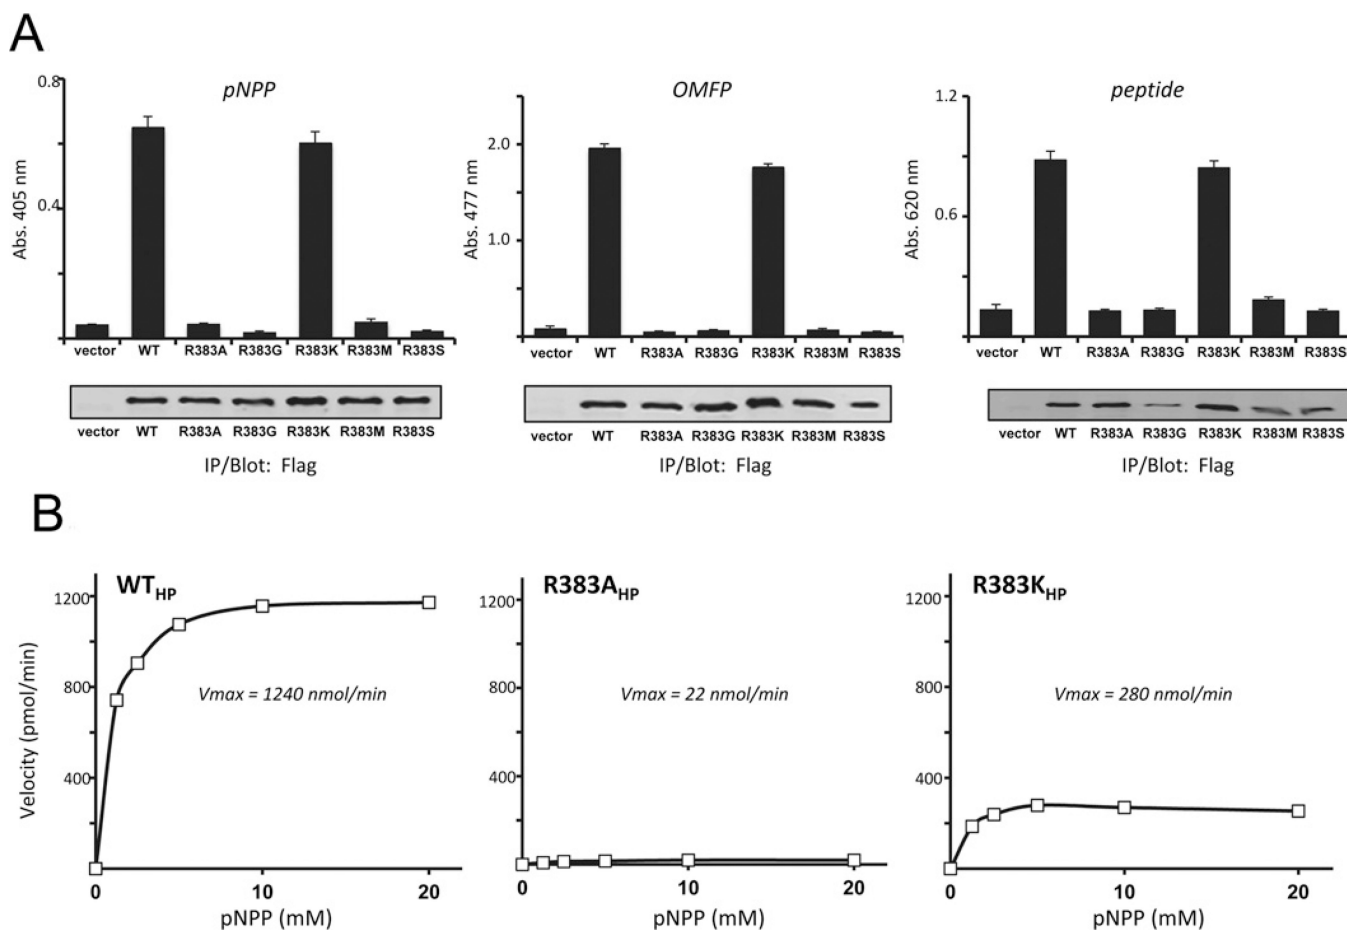 A
pNPP
Abs. 405 nm
0.8
0.4
vector WT R383A R383G R383K R383M R383S
vector WT R383A R383G R383K R383M R383S
IP/Blot: Flag
OMFP
Abs. 477 nm
2.0
1.0
vector WT R383A R383G R383K R383M R383S
vector WT R383A R383G R383K R383M R383S
IP/Blot: Flag
peptide
Abs. 620 nm
1.2
0.6
vector WT R383A R383G R383K R383M R383S
vector WT R383A R383G R383K R383M R383S
IP/Blot: Flag
B
WTHP
Velocity (pmol/min)
1200
800
400
Vmax = 1240 nmol/min
0 10 20
pNPP (mM)
R383AHP
1200
800
400
Vmax = 22 nmol/min
0 10 20
pNPP (mM)
R383KHP
1200
800
400
Vmax = 280 nmol/min
0 10 20
pNPP (mM)